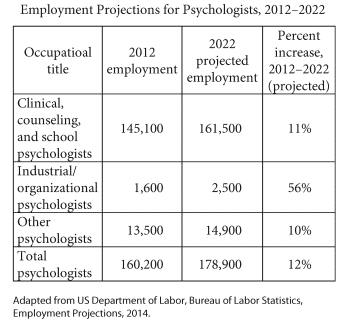 Employment Projections for Psychologists, 2012–2022
Occupatioal title | 2012 employment | 2022 projected employment | Percent increase, 2012–2022 (projected)
Clinical, counseling, and school psychologists | 145,100 | 161,500 | 11%
Industrial/ organizational psychologists | 1,600 | 2,500 | 56%
Other psychologists | 13,500 | 14,900 | 10%
Total psychologists | 160,200 | 178,900 | 12%
Adapted from US Department of Labor, Bureau of Labor Statistics,
Employment Projections, 2014.